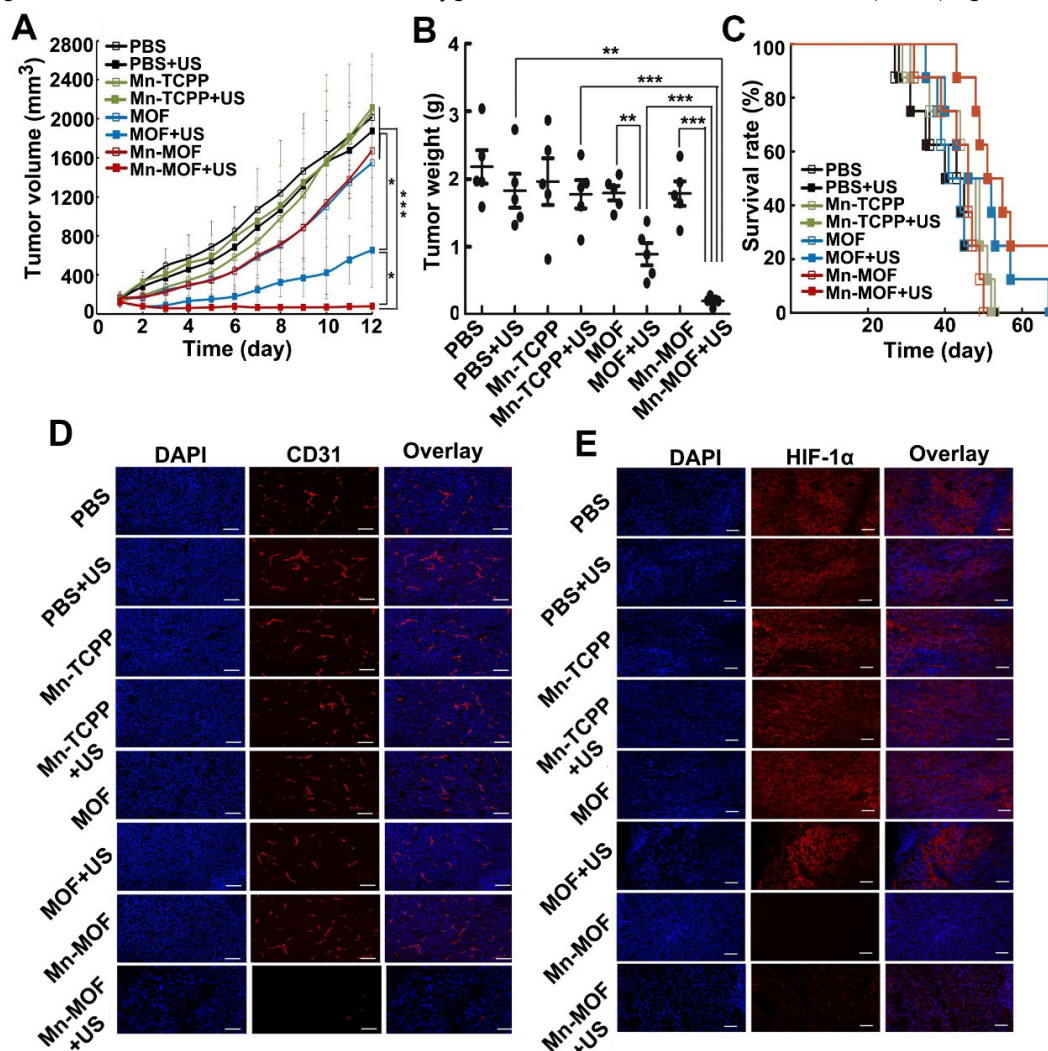 A
Tumor volume (mm³)
2800
2400
2000
1600
1200
800
400
0
0
2
4
6
8
10
12
Time (day)
PBS
PBS+US
Mn-TCPP
Mn-TCPP+US
MOF
MOF+US
Mn-MOF
Mn-MOF+US
*
***
*
B
Tumor weight (g)
4
3
2
1
0
**
***
***
**
***
PBS
PBS+US
Mn-TCPP
Mn-TCPP+US
MOF
MOF+US
Mn-MOF
Mn-MOF+US
C
Survival rate (%)
100
80
60
40
20
0
20
40
60
Time (day)
PBS
PBS+US
Mn-TCPP
Mn-TCPP+US
MOF
MOF+US
Mn-MOF
Mn-MOF+US
D
DAPI
CD31
Overlay
PBS
PBS+US
Mn-TCPP
Mn-TCPP
+US
MOF
MOF+US
Mn-MOF
Mn-MOF
+US
E
DAPI
HIF-1α
Overlay
PBS
PBS+US
Mn-TCPP
Mn-TCPP
+US
MOF
MOF+US
Mn-MOF
Mn-MOF
+US